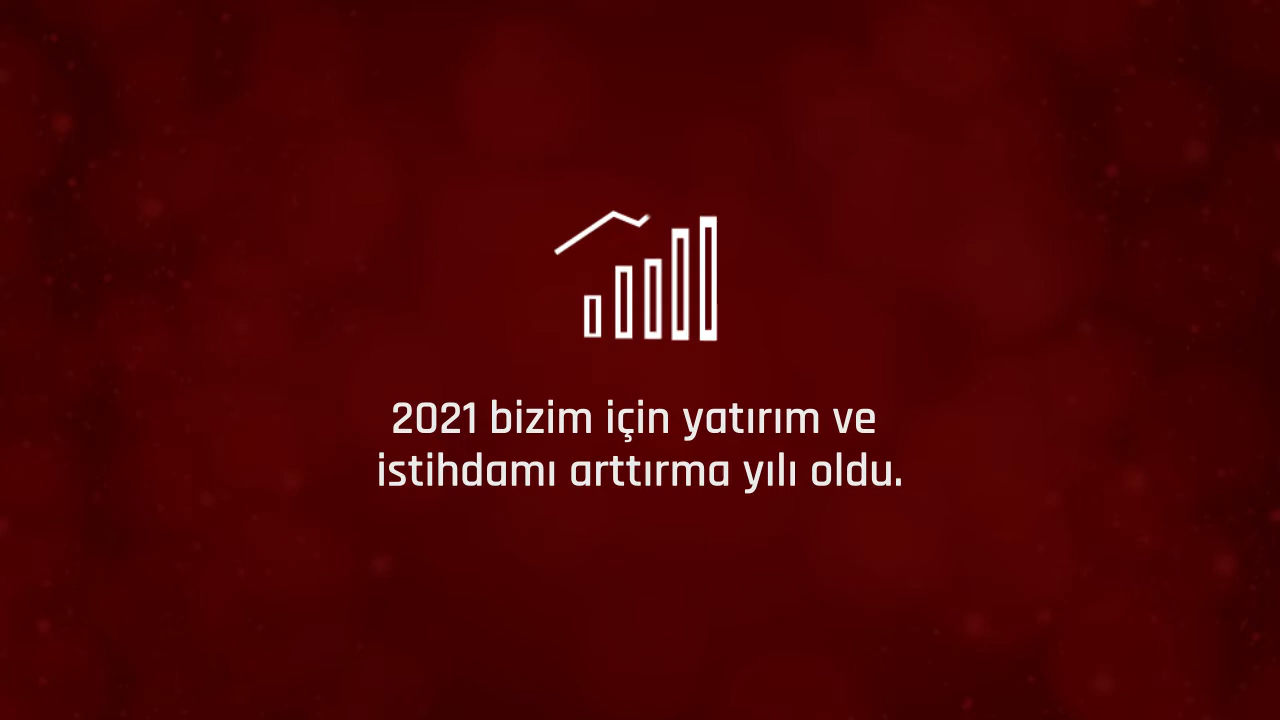 2021 bizim için yatırım ve
istihdamı arttırma yılı oldu.